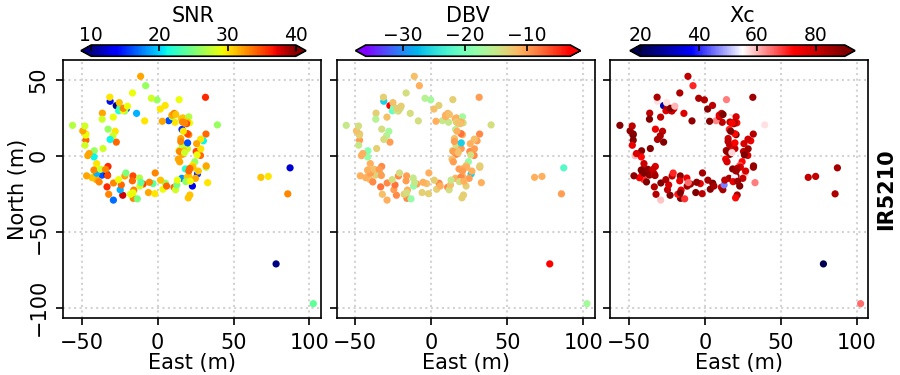 SNR DBV Xc
10 20 30 40 −30 −20 −10 20 40 60 80
50
0
−50
−100
North (m)
IR5210
−50 0 50 100 −50 0 50 100 −50 0 50 100
East (m) East (m) East (m)